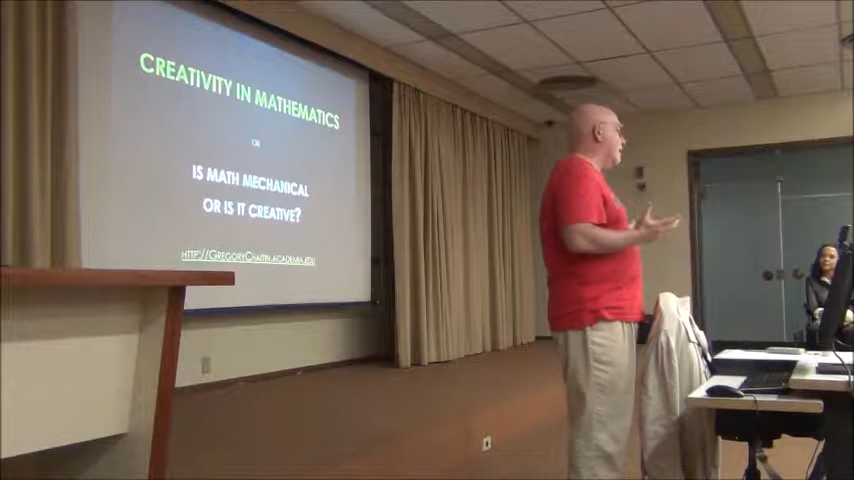 CREATIVITY IN MATHEMATICS
OR
IS MATH MECHANICAL
OR IS IT CREATIVE?
HTTP://GREGORYCHAITIN.ACADEMIA.EDU